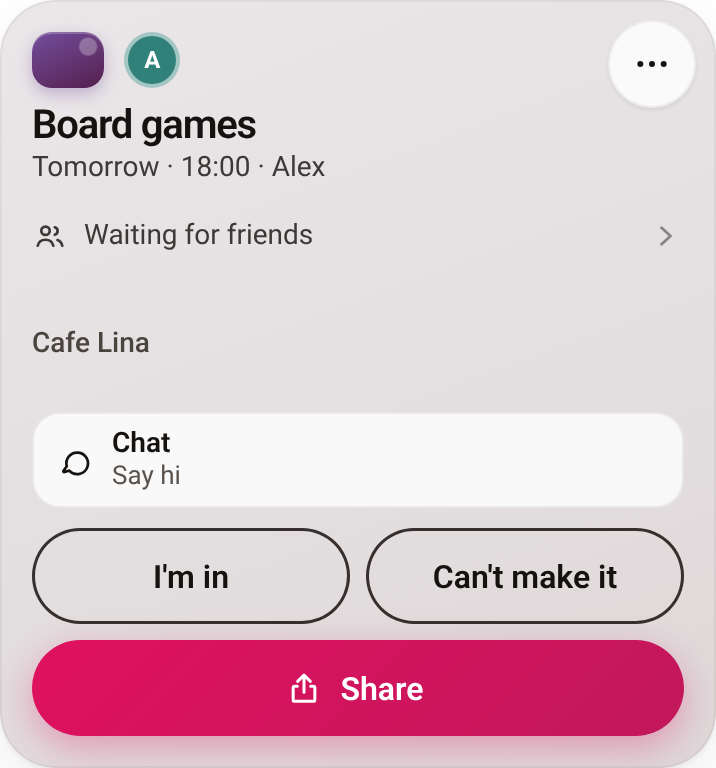 A
Board games
Tomorrow · 18:00 · Alex
Waiting for friends
Cafe Lina
Chat
Say hi
I'm in
Can't make it
Share